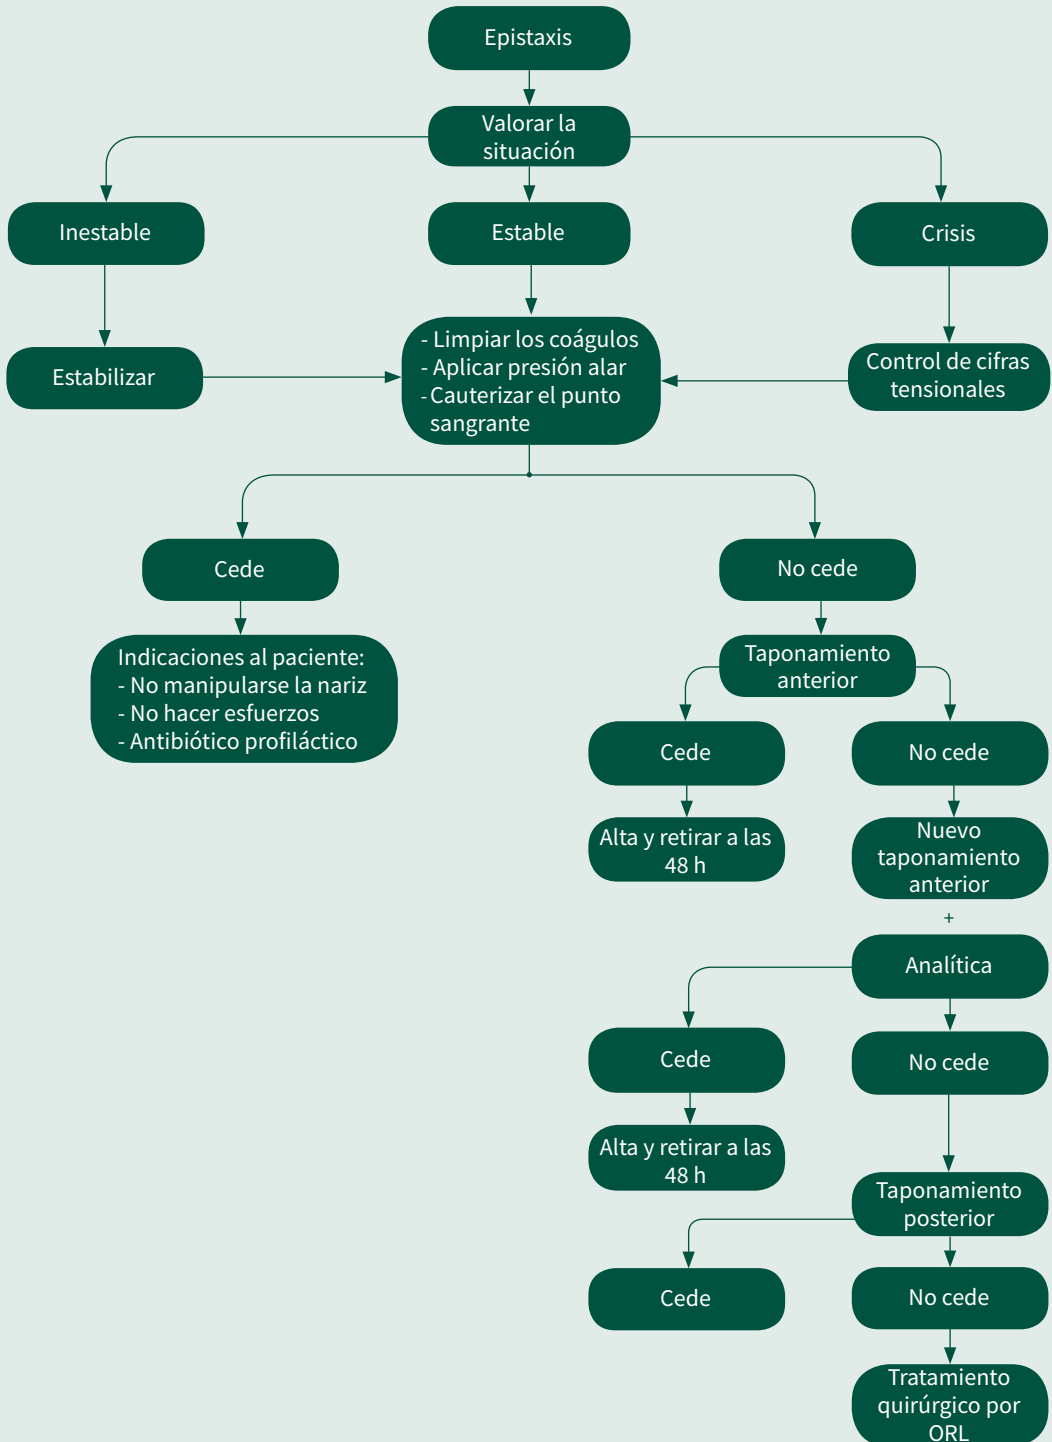 Epistaxis
Valorar la
situación
Inestable
Estable
Crisis
- Limpiar los coágulos
- Aplicar presión alar
- Cauterizar el punto
sangrante
Estabilizar
Control de cifras
tensionales
Cede
No cede
Indicaciones al paciente:
- No manipularse la nariz
- No hacer esfuerzos
- Antibiótico profiláctico
Taponamiento
anterior
Cede
No cede
Alta y retirar a las
48 h
Nuevo
taponamiento
anterior
+
Analítica
Cede
No cede
Alta y retirar a las
48 h
Taponamiento
posterior
Cede
No cede
Tratamiento
quirúrgico por
ORL